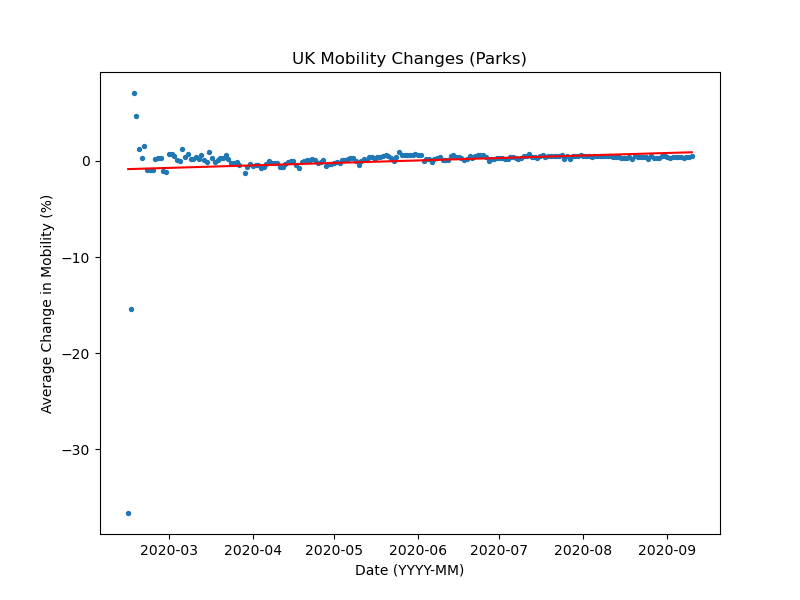 UK Mobility Changes (Parks)
Average Change in Mobility (%)
0
−10
−20
−30
2020-03 2020-04 2020-05 2020-06 2020-07 2020-08 2020-09
Date (YYYY-MM)